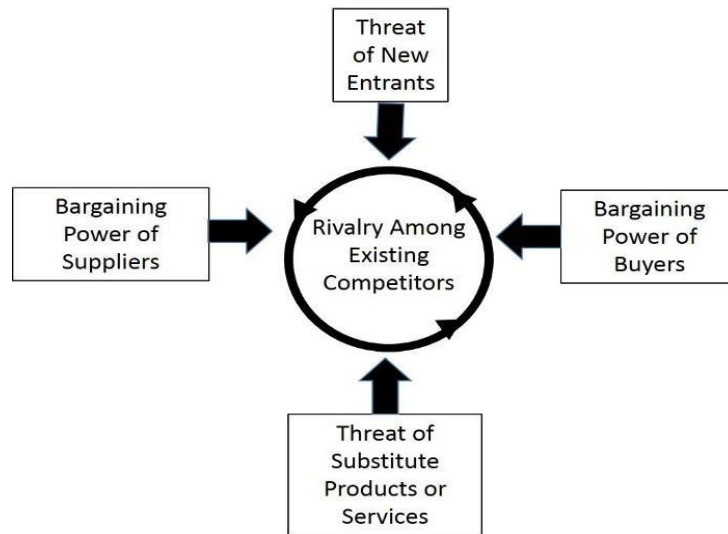 Threat
of New
Entrants
Bargaining
Power of
Suppliers
Rivalry Among
Existing
Competitors
Bargaining
Power of
Buyers
Threat of
Substitute
Products or
Services